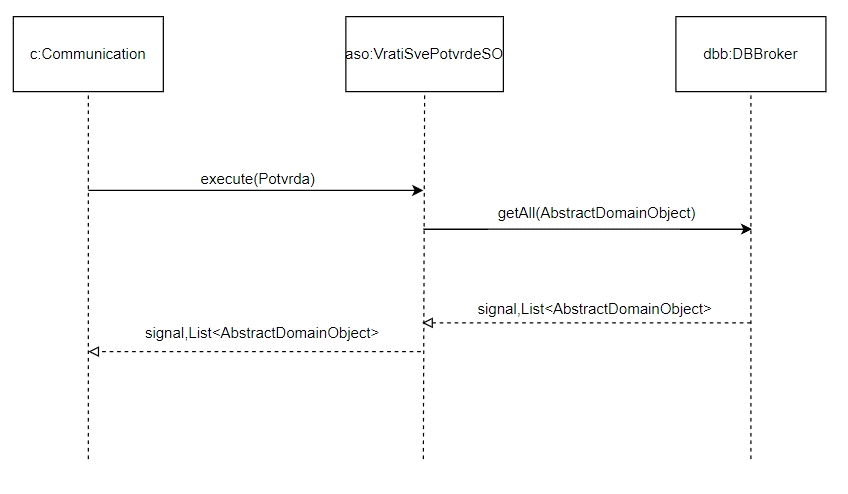 c:Communication
aso:VratiSvePotvrdeSO
dbb:DBBroker
execute(Potvrda)
getAll(AbstractDomainObject)
signal,List<AbstractDomainObject>
signal,List<AbstractDomainObject>